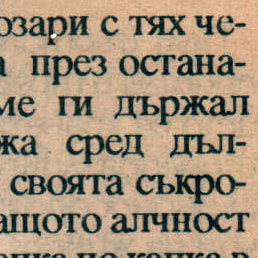 озари с тях че-
а през остана-
ме ги държал
жа сред дъл-
своята съкро-
ащото алчност